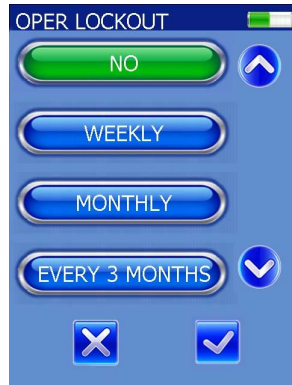 OPER LOCKOUT
NO
WEEKLY
MONTHLY
EVERY 3 MONTHS